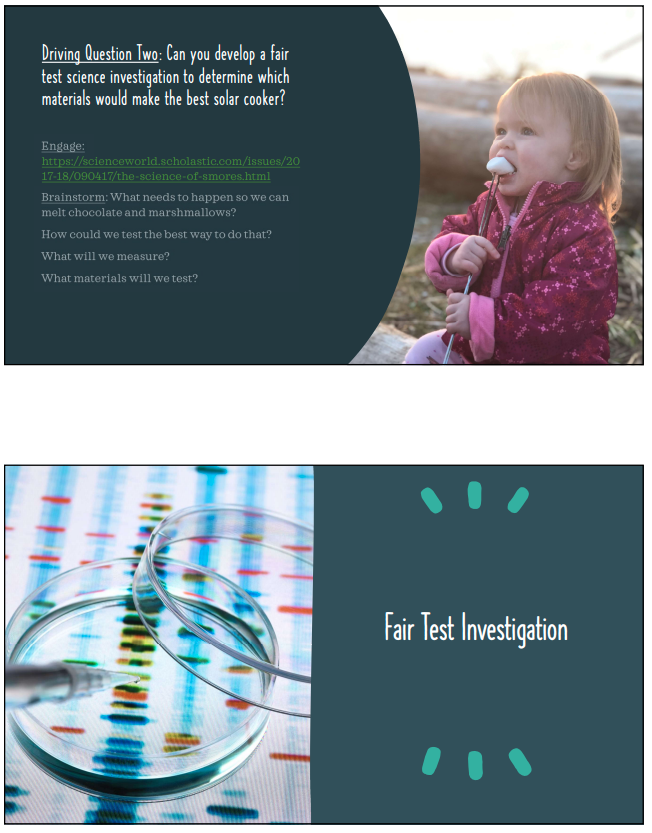 Driving Question Two: Can you develop a fair
test science investigation to determine which
materials would make the best solar cooker?
Engage:
https://scienceworld.scholastic.com/issues/20
17-18/090417/the-science-of-smores.html
Brainstorm: What needs to happen so we can
melt chocolate and marshmallows?
How could we test the best way to do that?
What will we measure?
What materials will we test?
Fair Test Investigation